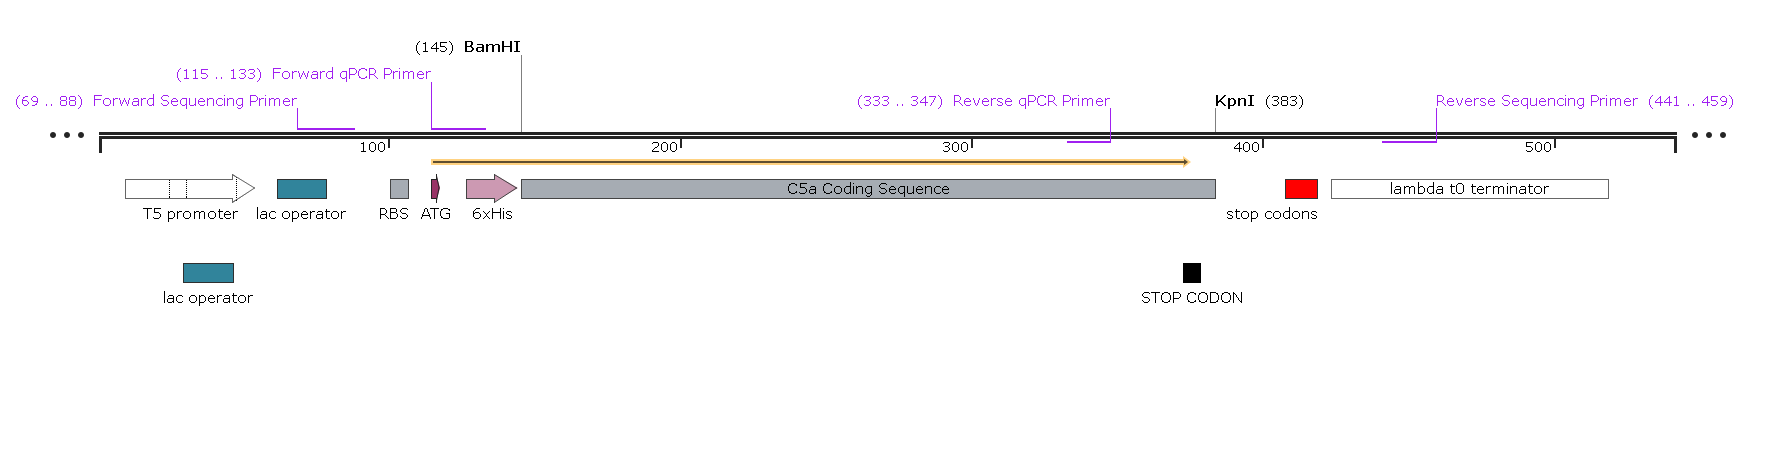 (145) BamHI
(115 .. 133) Forward qPCR Primer
(69 .. 88) Forward Sequencing Primer
(333 .. 347) Reverse qPCR Primer
KpnI (383)
Reverse Sequencing Primer (441 .. 459)
100
200
300
400
500
C5a Coding Sequence
lambda t0 terminator
T5 promoter
lac operator
RBS
ATG
6xHis
stop codons
lac operator
STOP CODON